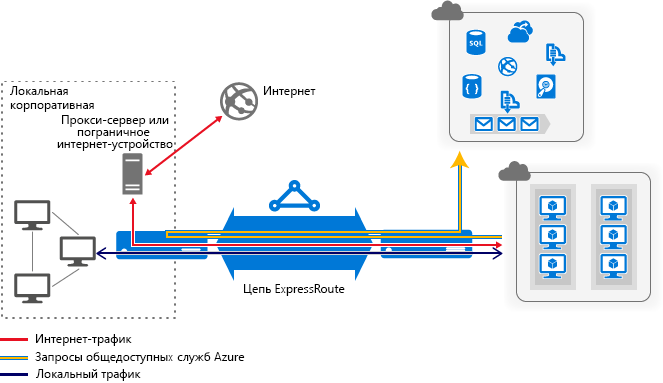 Локальная
корпоративная
Прокси-сервер или
пограничное
интернет-устройство
Интернет
SQL
{ }
Цепь ExpressRoute
Интернет-трафик
Запросы общедоступных служб Azure
Локальный трафик